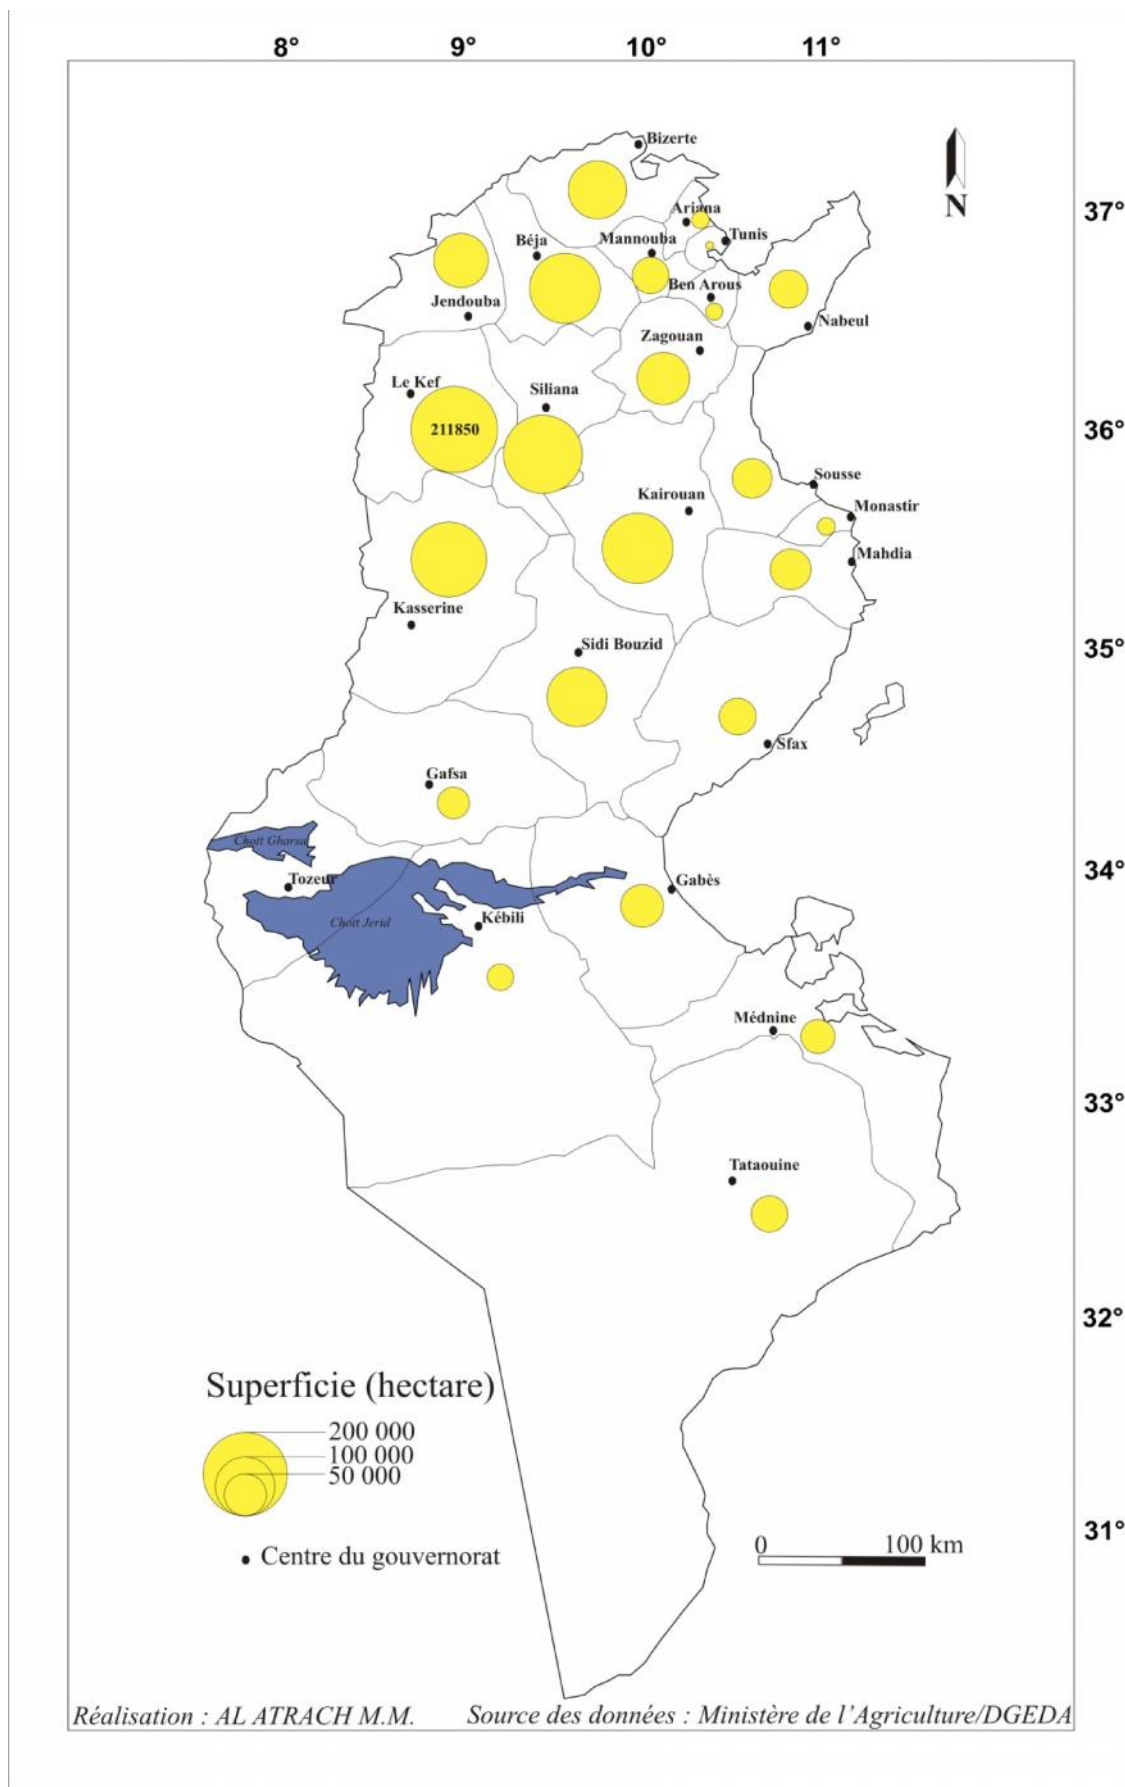 8° 9° 10° 11°
Bizerte
37°
Ariana
N
Tunis
Béja
Mannouba
Ben Arous
Jendouba
Nabeul
Zagouan
Le Kef
Siliana
211850
36°
Sousse
Kairouan
Monastir
Mahdia
Kasserine
Sidi Bouzid
35°
Sfax
Gafsa
Chott Gharsa
34°
Tozeur
Gabès
Kébili
Chott Jerid
Médnine
33°
Tataouine
32°
Superficie (hectare)
200 000
100 000
50 000
31°
0 100 km
Centre du gouvernorat
Réalisation : AL ATRACH M.M. Source des données : Ministère de l'Agriculture/DGEDA